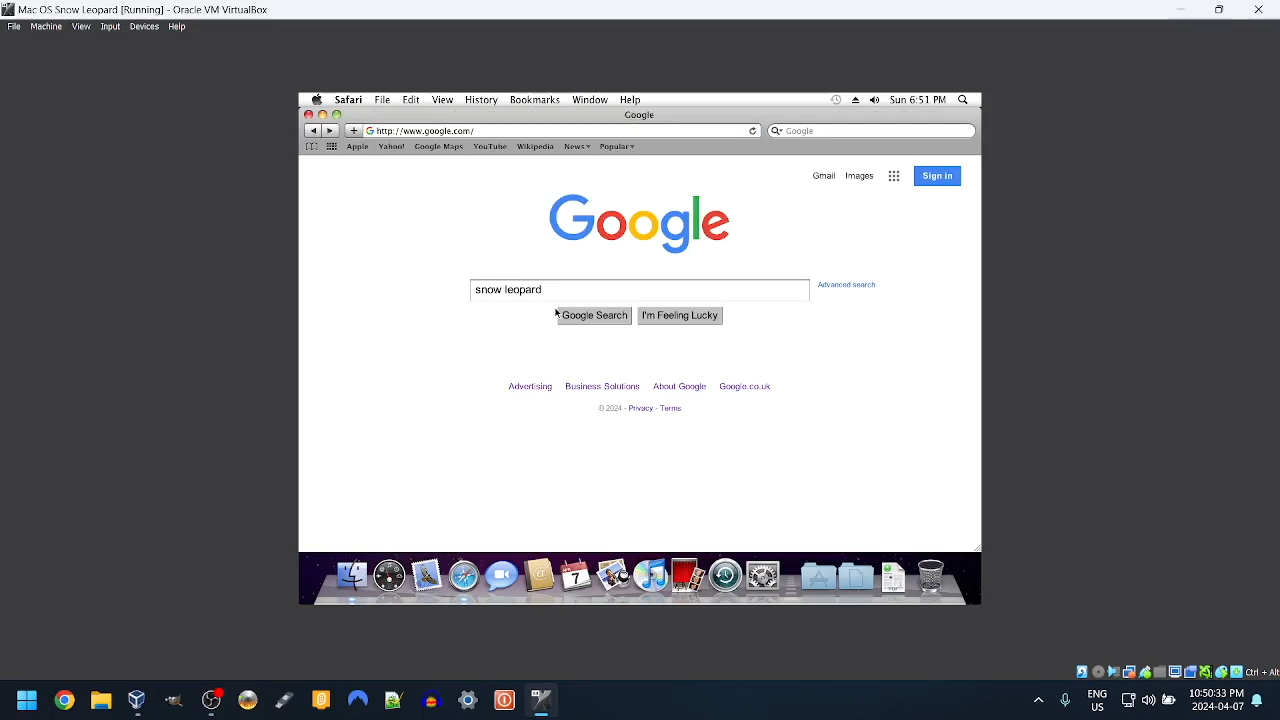 Mac OS Snow Leopard [Running] - Oracle VM VirtualBox
File Machine View Input Devices Help
Safari File Edit View History Bookmarks Window Help Sun 6:51 PM
Google
http://www.google.com/ Google
Apple Yahoo! Google Maps YouTube Wikipedia News Popular
Gmail Images Sign in
Google
snow leopard Advanced search
Google Search I'm Feeling Lucky
Advertising Business Solutions About Google Google.co.uk
© 2024 - Privacy - Terms
7
Ctrl + Alt
ENG
US
10:50:33 PM
2024-04-07